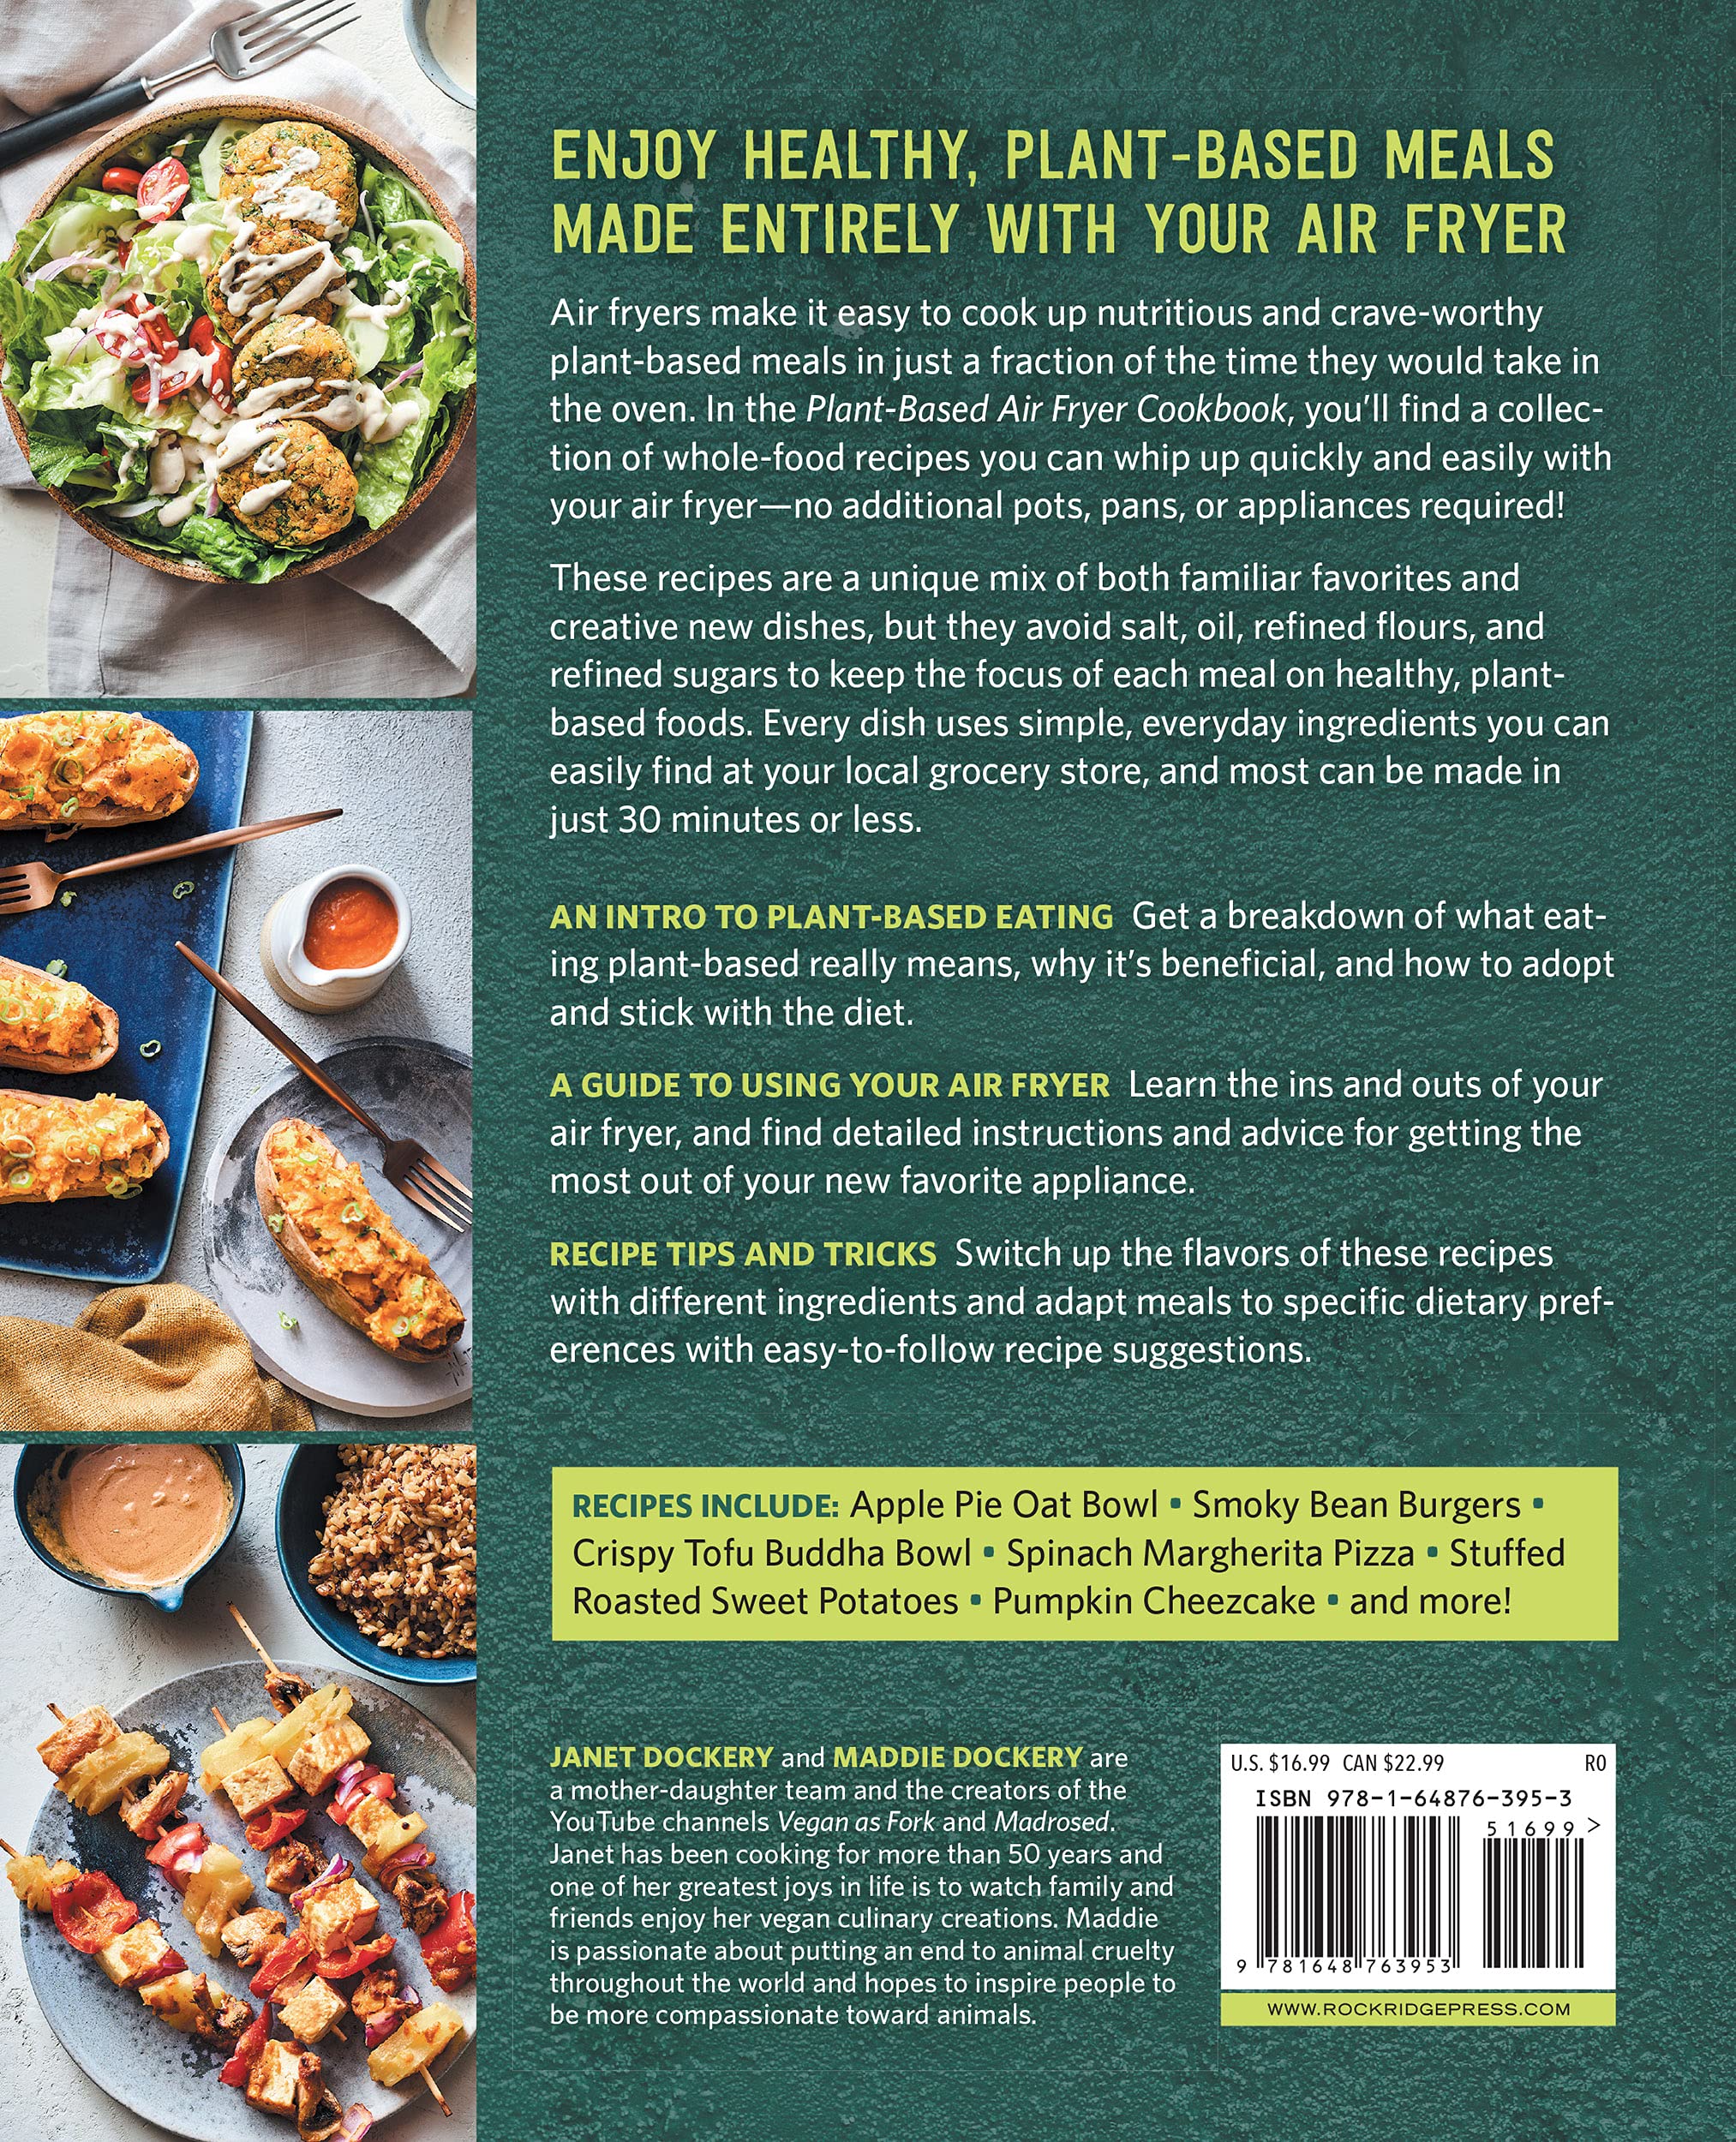 ENJOY HEALTHY, PLANT-BASED MEALS
MADE ENTIRELY WITH YOUR AIR FRYER
Air fryers make it easy to cook up nutritious and crave-worthy
plant-based meals in just a fraction of the time they would take in
the oven. In the Plant-Based Air Fryer Cookbook, you'll find a collec-
tion of whole-food recipes you can whip up quickly and easily with
your air fryer—no additional pots, pans, or appliances required!
These recipes are a unique mix of both familiar favorites and
creative new dishes, but they avoid salt, oil, refined flours, and
refined sugars to keep the focus of each meal on healthy, plant-
based foods. Every dish uses simple, everyday ingredients you can
easily find at your local grocery store, and most can be made in
just 30 minutes or less.
AN INTRO TO PLANT-BASED EATING Get a breakdown of what eat-
ing plant-based really means, why it's beneficial, and how to adopt
and stick with the diet.
A GUIDE TO USING YOUR AIR FRYER Learn the ins and outs of your
air fryer, and find detailed instructions and advice for getting the
most out of your new favorite appliance.
RECIPE TIPS AND TRICKS Switch up the flavors of these recipes
with different ingredients and adapt meals to specific dietary pref-
erences with easy-to-follow recipe suggestions.
RECIPES INCLUDE: Apple Pie Oat Bowl • Smoky Bean Burgers •
Crispy Tofu Buddha Bowl • Spinach Margherita Pizza • Stuffed
Roasted Sweet Potatoes • Pumpkin Cheezcake • and more!
JANET DOCKERY and MADDIE DOCKERY are
a mother-daughter team and the creators of the
YouTube channels Vegan as Fork and Madrosed.
Janet has been cooking for more than 50 years and
one of her greatest joys in life is to watch family and
friends enjoy her vegan culinary creations. Maddie
is passionate about putting an end to animal cruelty
throughout the world and hopes to inspire people to
be more compassionate toward animals.
U.S. $16.99 CAN $22.99 R0
ISBN 978-1-64876-395-3
51699 >
9 781648 763953
WWW.ROCKRIDGEPRESS.COM